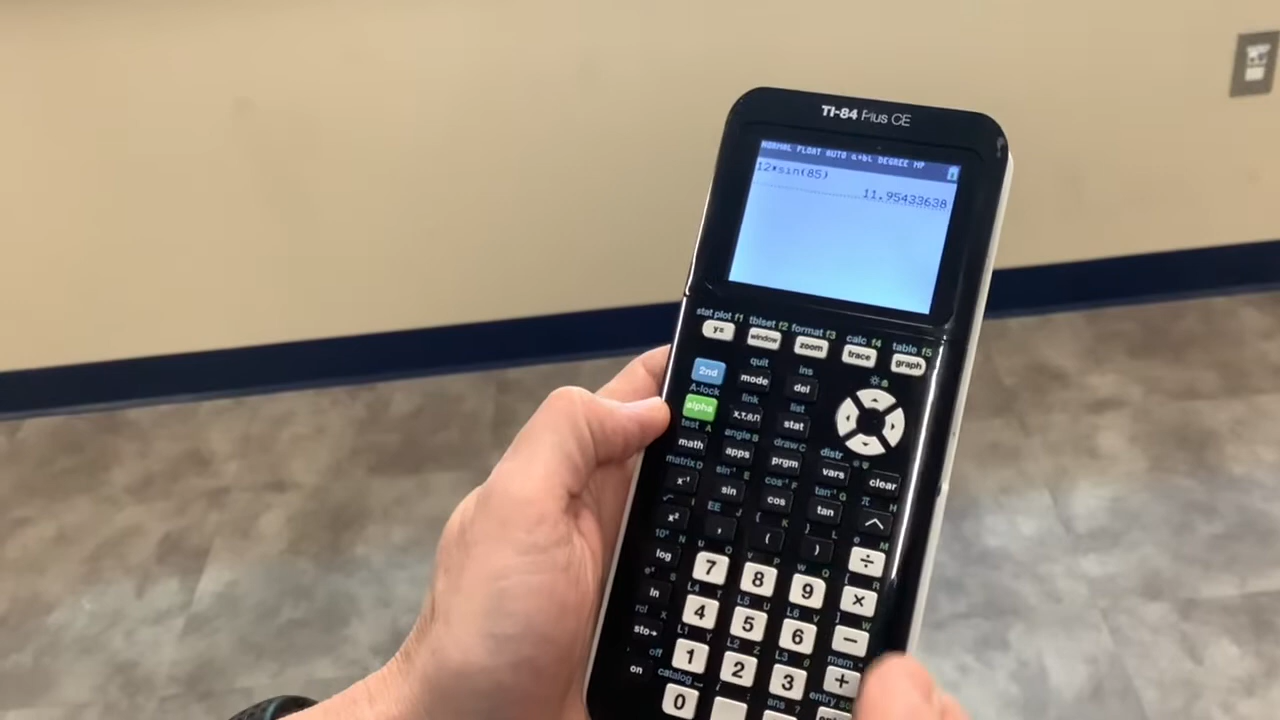 TI-84 Plus CE
NORMAL FLOAT AUTO a+bi DEGREE MP
12*sin(85)
11.95433638
stat plot f1 tblset f2 format f3 calc f4 table f5
y= window zoom trace graph
quit ins
2nd mode del
A-lock link list
alpha X,T,θ,n stat
test A angle B draw C distr
math apps prgm vars clear
matrix D sin⁻¹ E cos⁻¹ F tan⁻¹ G π H
x⁻¹ sin cos tan ^
√ EE J { K } L e M
x² , ( ) ÷
10ˣ N u O v P w Q [ R
log 7 8 9 ×
eˣ S L4 T L5 U L6 V ] W
ln 4 5 6 −
rcl X L1 Y L2 Z L3 θ mem
sto→ 1 2 3 +
off catalog i : ans ? entry so
on 0